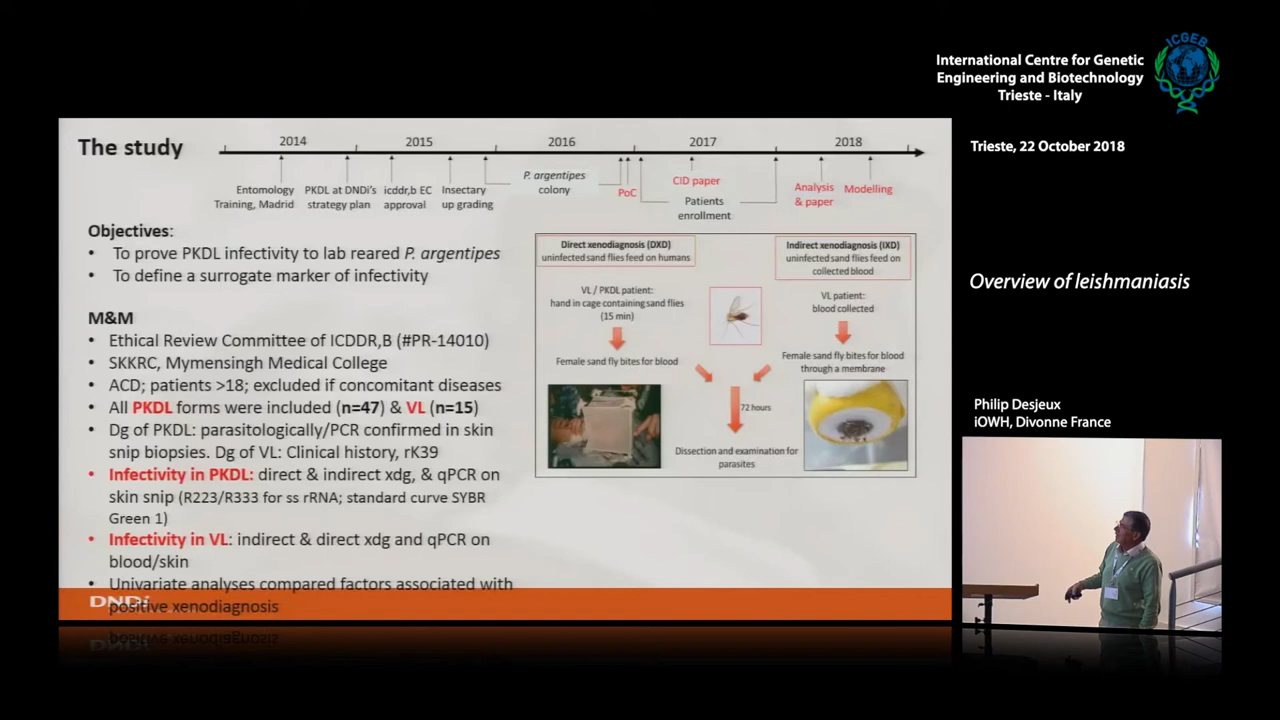 International Centre for Genetic
Engineering and Biotechnology
Trieste - Italy
ICGEB
Trieste, 22 October 2018
Overview of leishmaniasis
Philip Desjeux
iOWH, Divonne France
The study
2014
2015
2016
2017
2018
Entomology
Training, Madrid
PKDL at DNDi's
strategy plan
icddr,b EC
approval
Insectary
up grading
P. argentipes
colony
PoC
CID paper
Patients
enrollment
Analysis
& paper
Modelling
Objectives:
• To prove PKDL infectivity to lab reared P. argentipes
• To define a surrogate marker of infectivity
M&M
• Ethical Review Committee of ICDDR,B (#PR-14010)
• SKKRC, Mymensingh Medical College
• ACD; patients >18; excluded if concomitant diseases
• All PKDL forms were included (n=47) & VL (n=15)
• Dg of PKDL: parasitologically/PCR confirmed in skin
snip biopsies. Dg of VL: Clinical history, rK39
• Infectivity in PKDL: direct & indirect xdg, & qPCR on
skin snip (R223/R333 for ss rRNA; standard curve SYBR
Green 1)
• Infectivity in VL: indirect & direct xdg and qPCR on
blood/skin
• Univariate analyses compared factors associated with
positive xenodiagnosis
Direct xenodiagnosis (DXD)
uninfected sand flies feed on humans
VL / PKDL patient:
hand in cage containing sand flies
(15 min)
Female sand fly bites for blood
Indirect xenodiagnosis (IXD)
uninfected sand flies feed on
collected blood
VL patient:
blood collected
Female sand fly bites for blood
through a membrane
72 hours
Dissection and examination for
parasites
DNDi